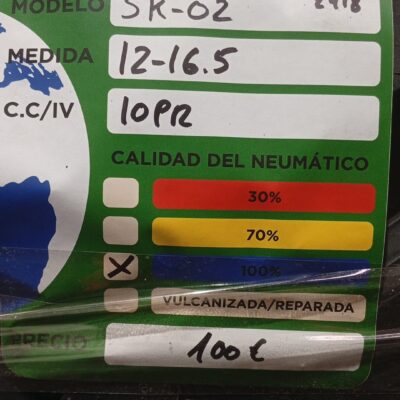 MODELO SK-02 2418
MEDIDA 12-16.5
C.C/IV 10PR
CALIDAD DEL NEUMÁTICO
30%
70%
X 100%
VULCANIZADA/REPARADA
PRECIO 100€